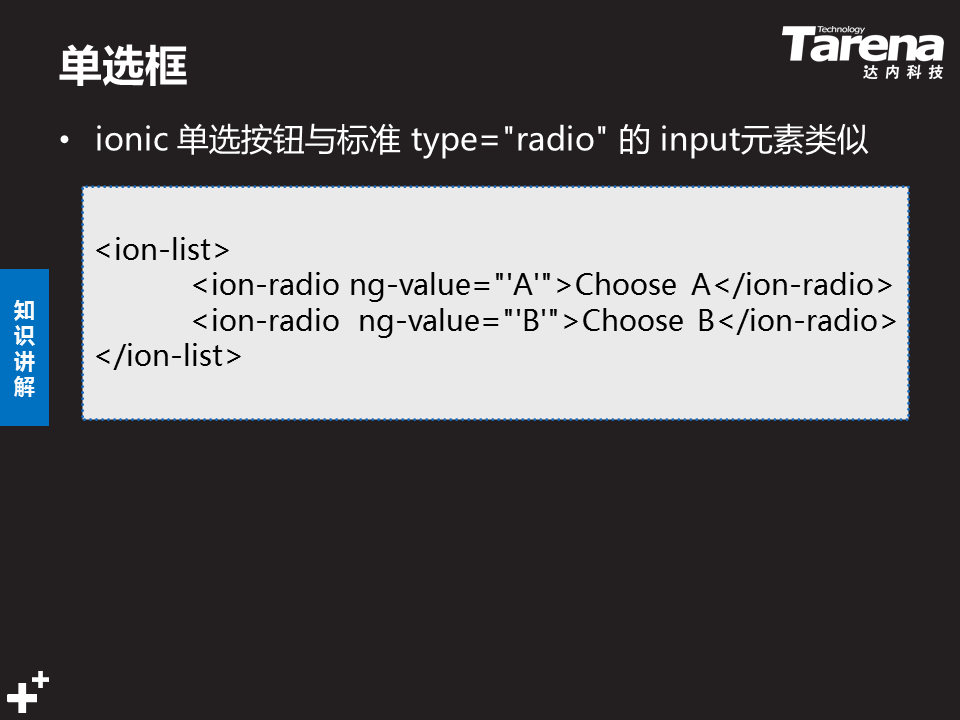 单选框
Technology
Tarena
达内科技
• ionic 单选按钮与标准 type="radio" 的 input元素类似
<ion-list>
<ion-radio ng-value="'A'">Choose A</ion-radio>
<ion-radio ng-value="'B'">Choose B</ion-radio>
</ion-list>
知识讲解